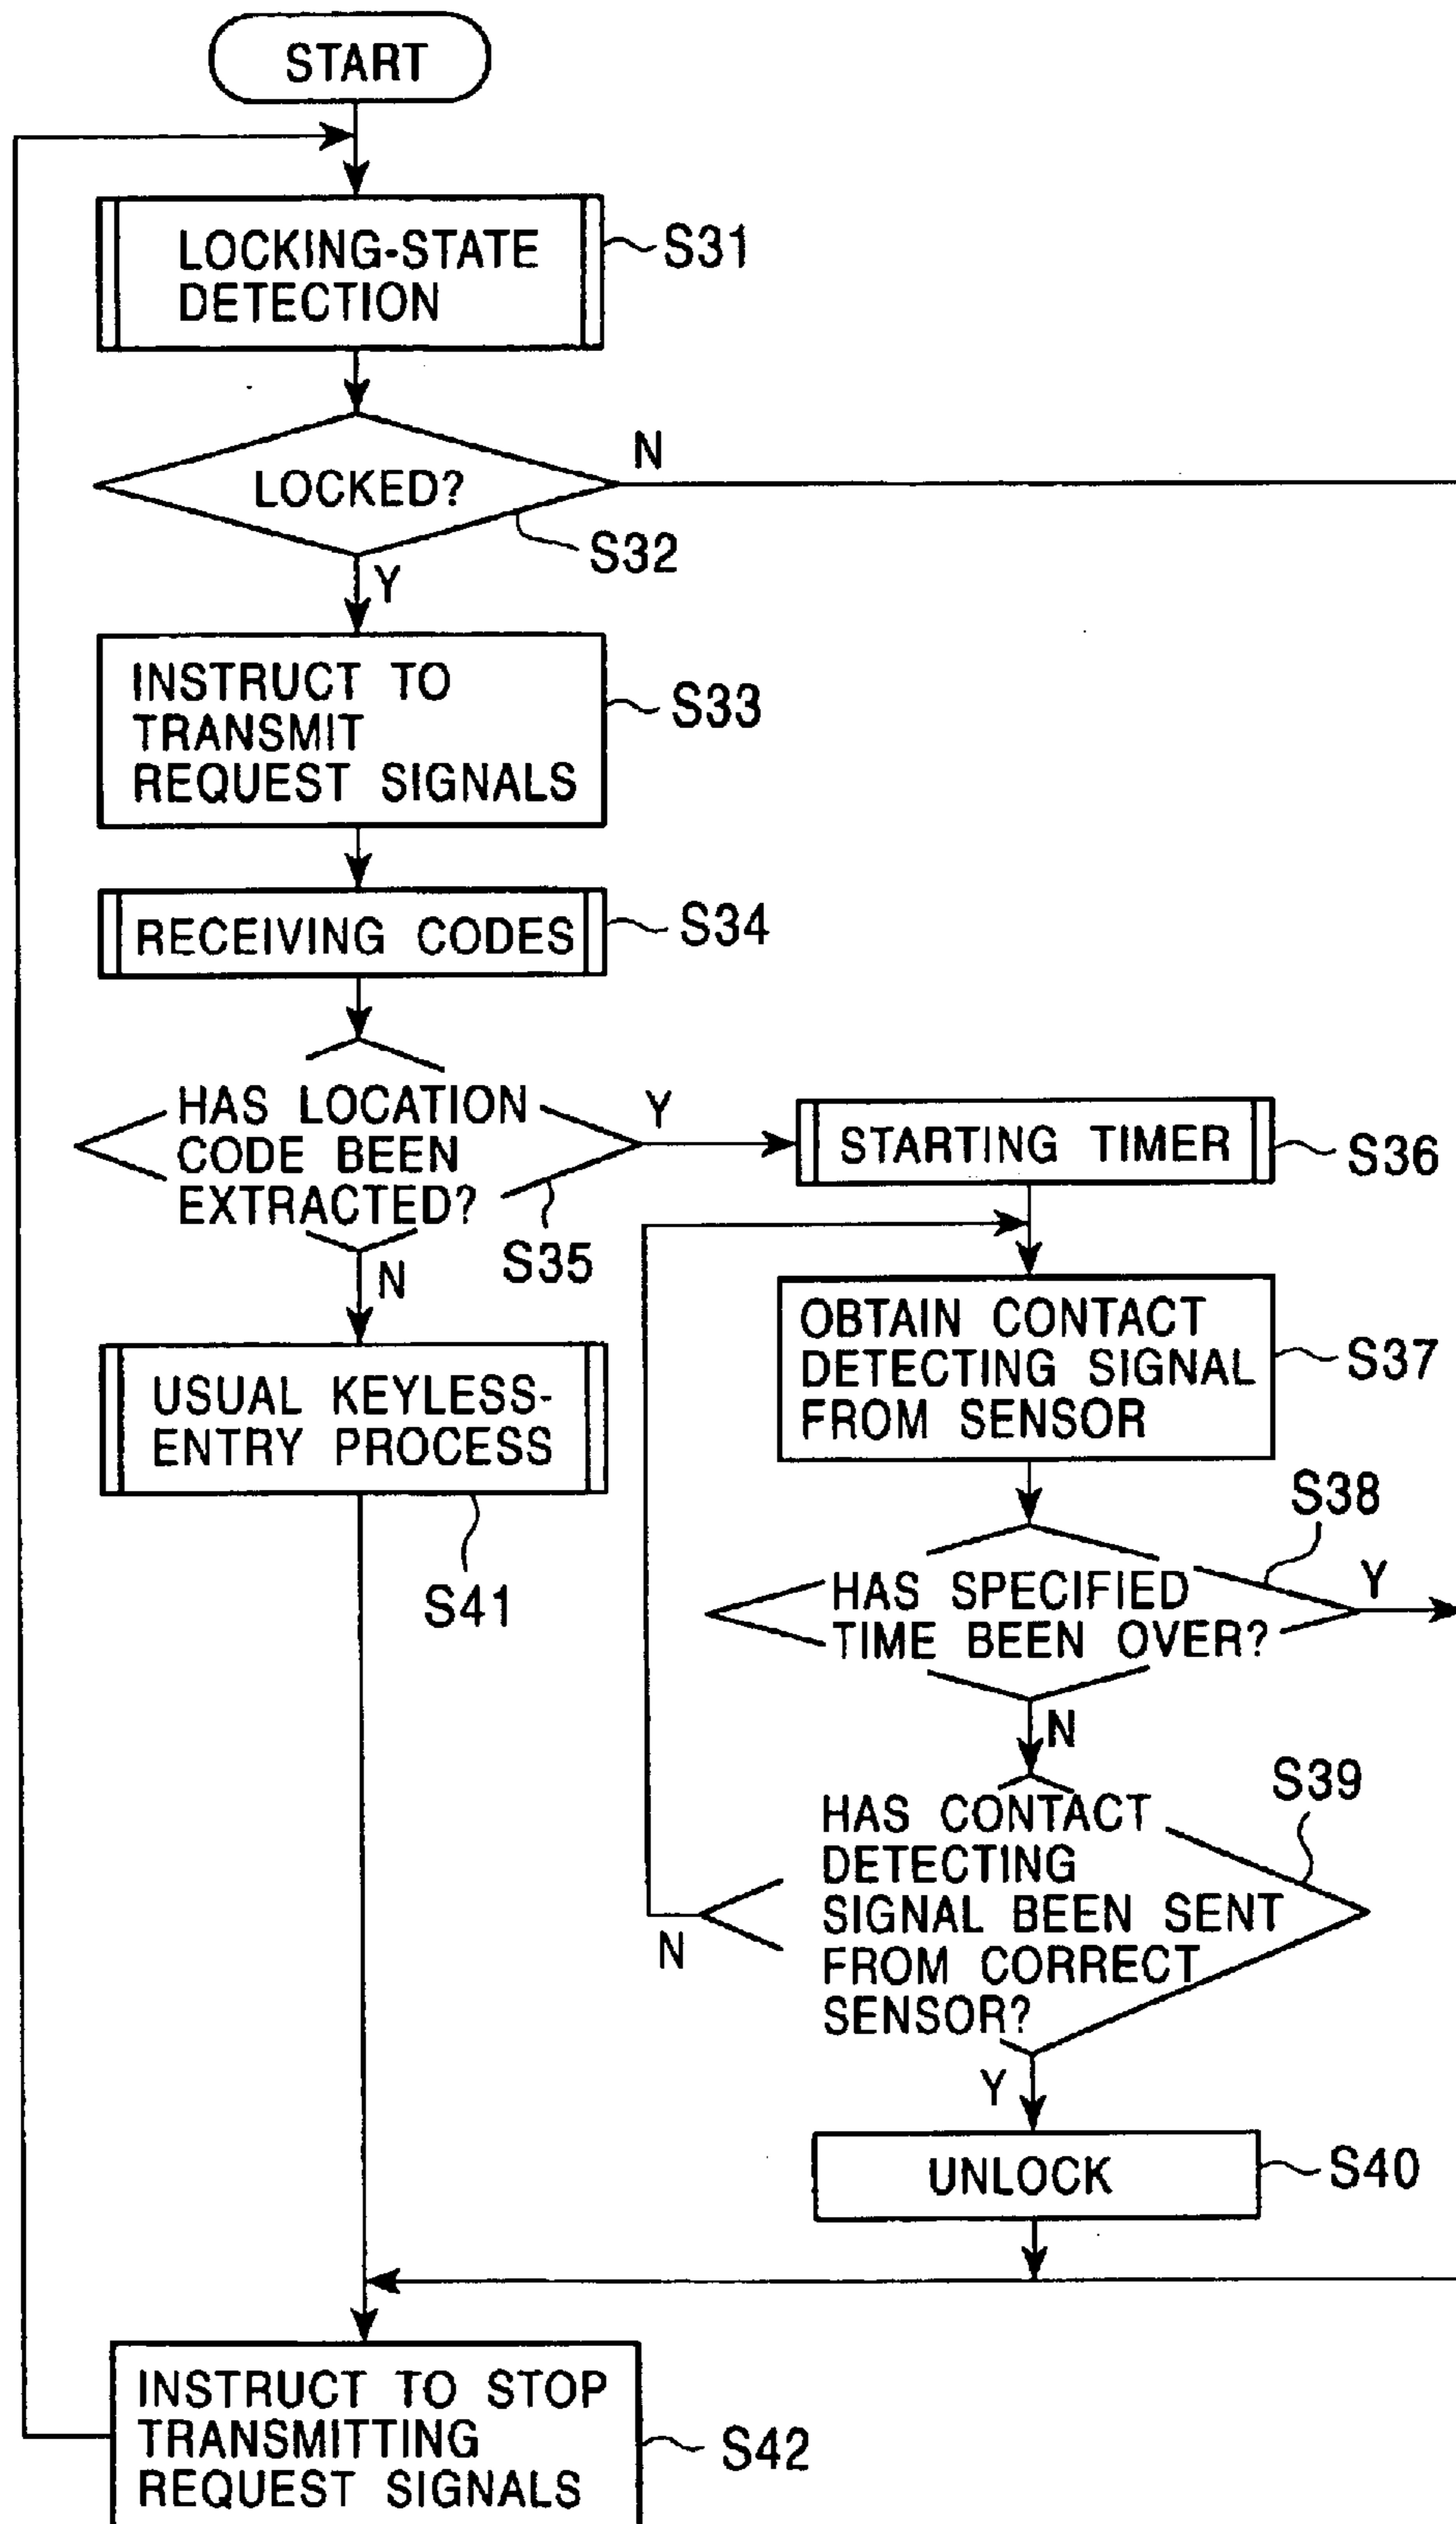 START
LOCKING-STATE
DETECTION
S31
LOCKED?
N
S32
Y
INSTRUCT TO
TRANSMIT
REQUEST SIGNALS
S33
RECEIVING CODES
S34
HAS LOCATION
CODE BEEN
EXTRACTED?
Y
S35
N
STARTING TIMER
S36
OBTAIN CONTACT
DETECTING SIGNAL
FROM SENSOR
S37
USUAL KEYLESS-
ENTRY PROCESS
S41
S38
HAS SPECIFIED
TIME BEEN OVER?
Y
N
S39
HAS CONTACT
DETECTING
SIGNAL BEEN SENT
FROM CORRECT
SENSOR?
N
Y
UNLOCK
S40
INSTRUCT TO STOP
TRANSMITTING
REQUEST SIGNALS
S42